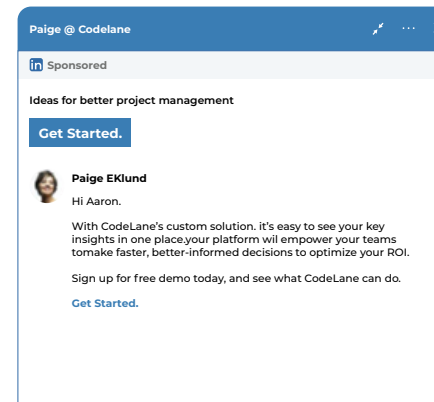 Paige @ Codelane
in Sponsored
Ideas for better project management
Get Started.
Paige EKlund
Hi Aaron.
With CodeLane's custom solution. it's easy to see your key
insights in one place.your platform wil empower your teams
tomake faster, better-informed decisions to optimize your ROI.
Sign up for free demo today, and see what CodeLane can do.
Get Started.